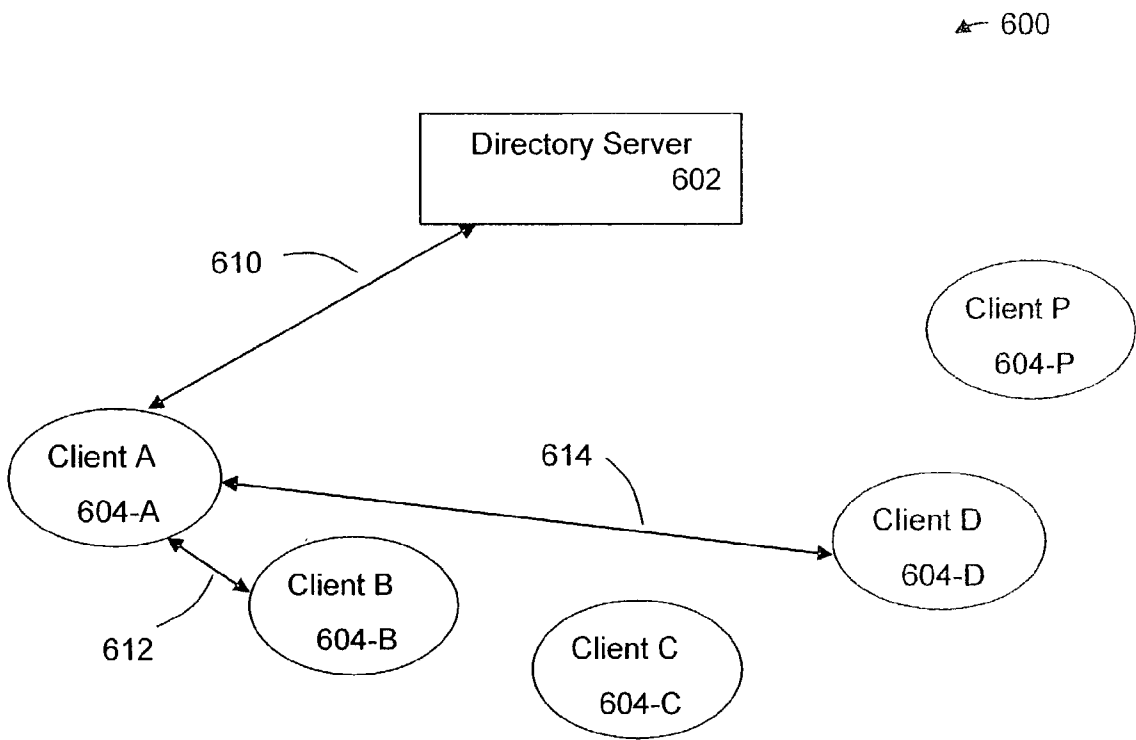 600
Directory Server
602
610
Client P
604-P
Client A
604-A
614
Client D
604-D
Client B
604-B
612
Client C
604-C